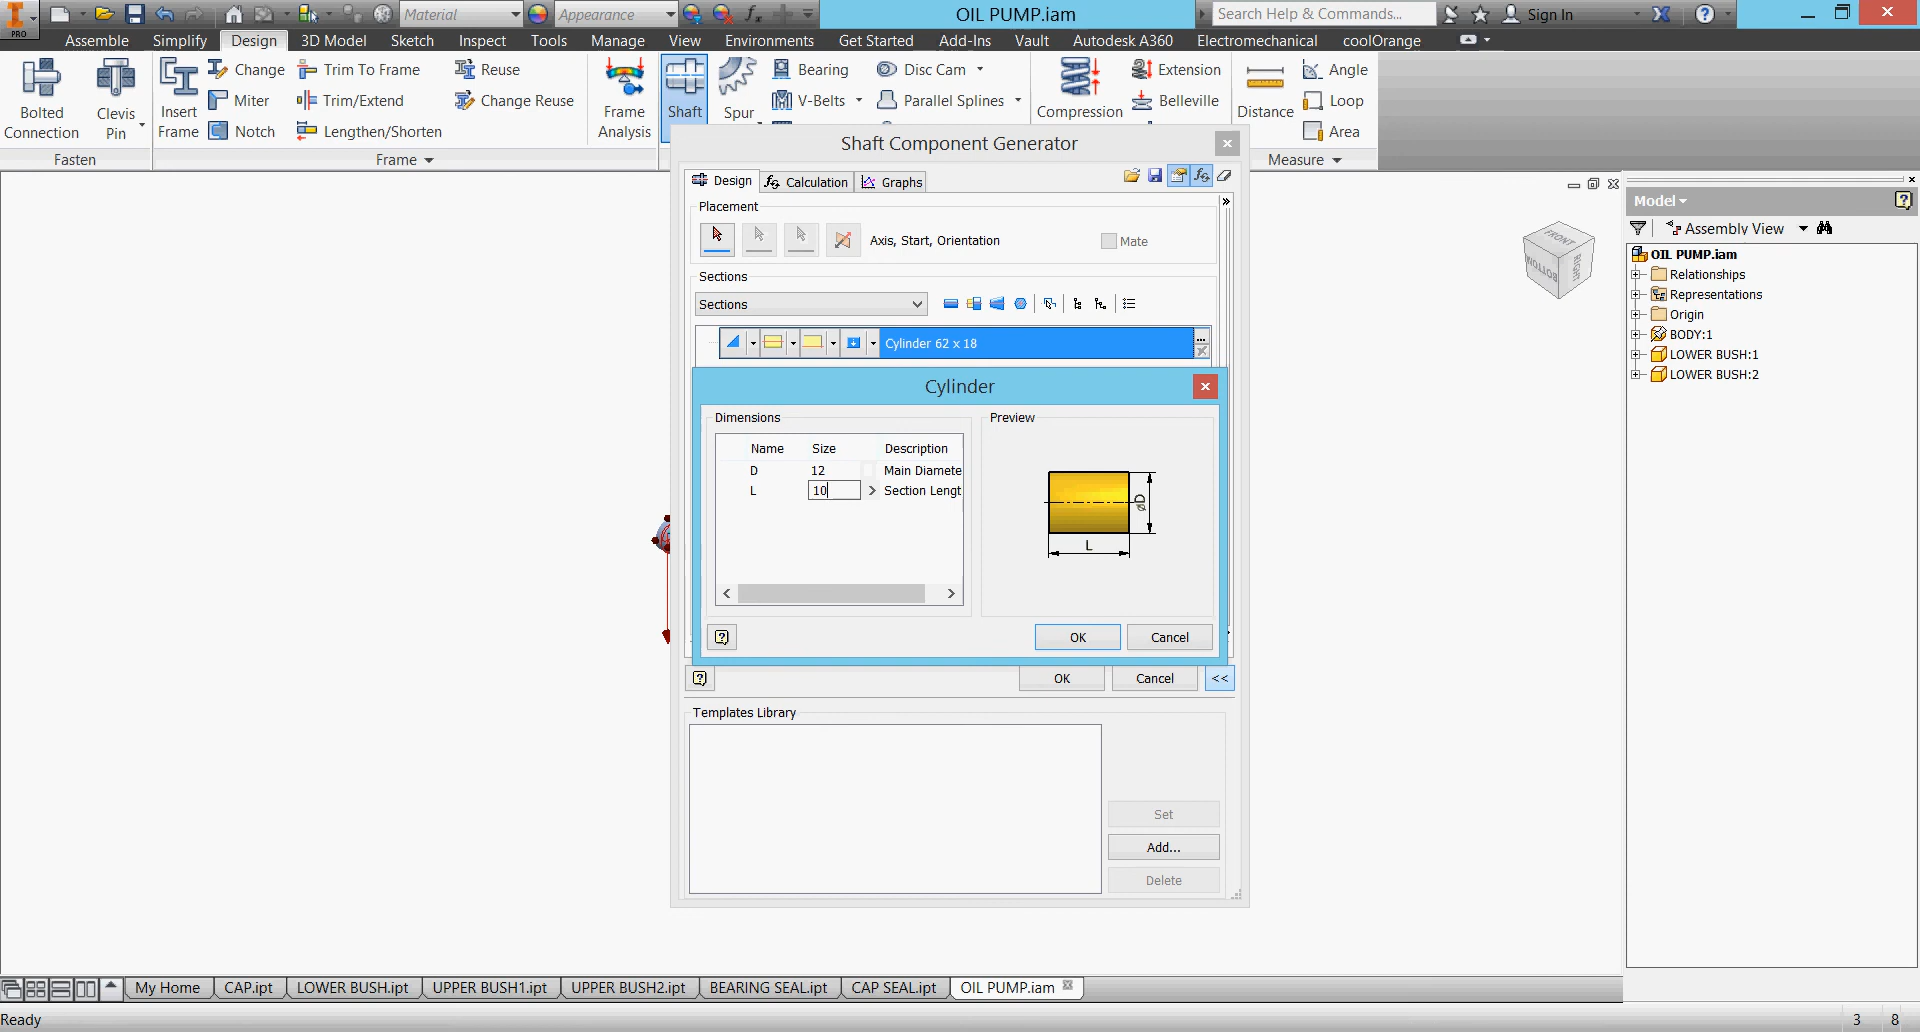 PRO
Material
Appearance
OIL PUMP.iam
Search Help & Commands...
Sign In
Assemble
Simplify
Design
3D Model
Sketch
Inspect
Tools
Manage
View
Environments
Get Started
Add-Ins
Vault
Autodesk A360
Electromechanical
coolOrange
Bolted
Connection
Clevis
Pin
Insert
Frame
Change
Miter
Notch
Trim To Frame
Trim/Extend
Lengthen/Shorten
Reuse
Change Reuse
Frame
Analysis
Shaft
Spur
Bearing
V-Belts
Disc Cam
Parallel Splines
Compression
Extension
Belleville
Distance
Angle
Loop
Area
Fasten
Frame
Measure
Shaft Component Generator
Design
Calculation
Graphs
Placement
Axis, Start, Orientation
Mate
Sections
Sections
Cylinder 62 x 18
Cylinder
Dimensions
Name Size Description
D 12 Main Diamete
L 10 > Section Lengt
Preview
L
øD
OK
Cancel
OK
Cancel
<<
Templates Library
Set
Add...
Delete
FRONT
BOTTOM
RIGHT
Model
Assembly View
OIL PUMP.iam
Relationships
Representations
Origin
BODY:1
LOWER BUSH:1
LOWER BUSH:2
My Home
CAP.ipt
LOWER BUSH.ipt
UPPER BUSH1.ipt
UPPER BUSH2.ipt
BEARING SEAL.ipt
CAP SEAL.ipt
OIL PUMP.iam
Ready
3 8